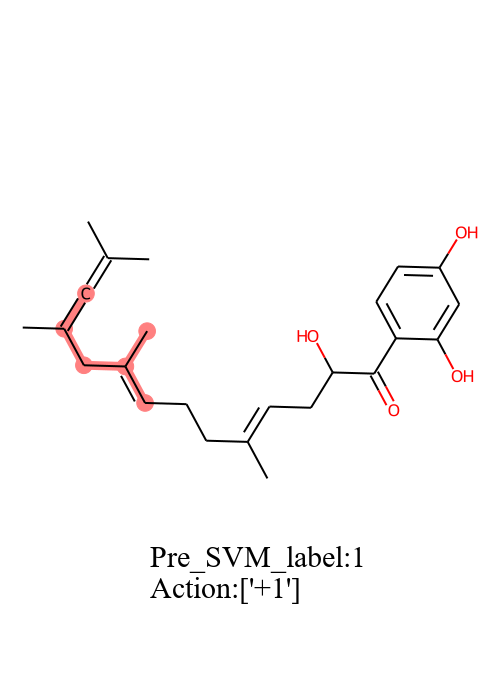 OH
C
HO
OH
O
Pre_SVM_label:1
Action:['+1']